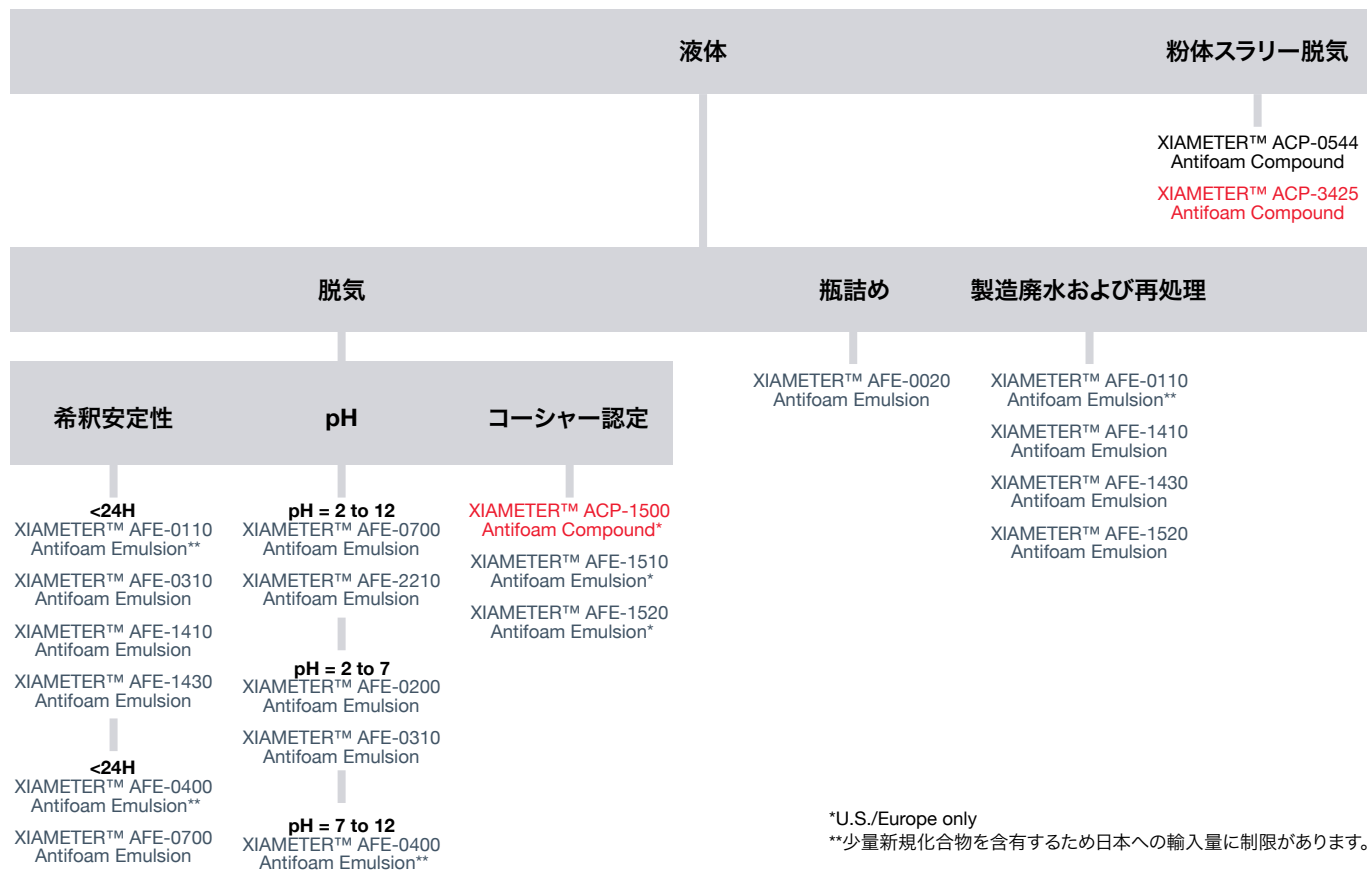 液体
粉体スラリー脱気
XIAMETER™ ACP-0544
Antifoam Compound
XIAMETER™ ACP-3425
Antifoam Compound
脱気
瓶詰め
製造廃水および再処理
希釈安定性
pH
コーシャー認定
<24H
XIAMETER™ AFE-0110
Antifoam Emulsion**
XIAMETER™ AFE-0310
Antifoam Emulsion
XIAMETER™ AFE-1410
Antifoam Emulsion
XIAMETER™ AFE-1430
Antifoam Emulsion
<24H
XIAMETER™ AFE-0400
Antifoam Emulsion**
XIAMETER™ AFE-0700
Antifoam Emulsion
pH = 2 to 12
XIAMETER™ AFE-0700
Antifoam Emulsion
XIAMETER™ AFE-2210
Antifoam Emulsion
pH = 2 to 7
XIAMETER™ AFE-0200
Antifoam Emulsion
XIAMETER™ AFE-0310
Antifoam Emulsion
pH = 7 to 12
XIAMETER™ AFE-0400
Antifoam Emulsion**
XIAMETER™ ACP-1500
Antifoam Compound*
XIAMETER™ AFE-1510
Antifoam Emulsion*
XIAMETER™ AFE-1520
Antifoam Emulsion*
XIAMETER™ AFE-0020
Antifoam Emulsion
XIAMETER™ AFE-0110
Antifoam Emulsion**
XIAMETER™ AFE-1410
Antifoam Emulsion
XIAMETER™ AFE-1430
Antifoam Emulsion
XIAMETER™ AFE-1520
Antifoam Emulsion
*U.S./Europe only
**少量新規化合物を含有するため日本への輸入量に制限があります。